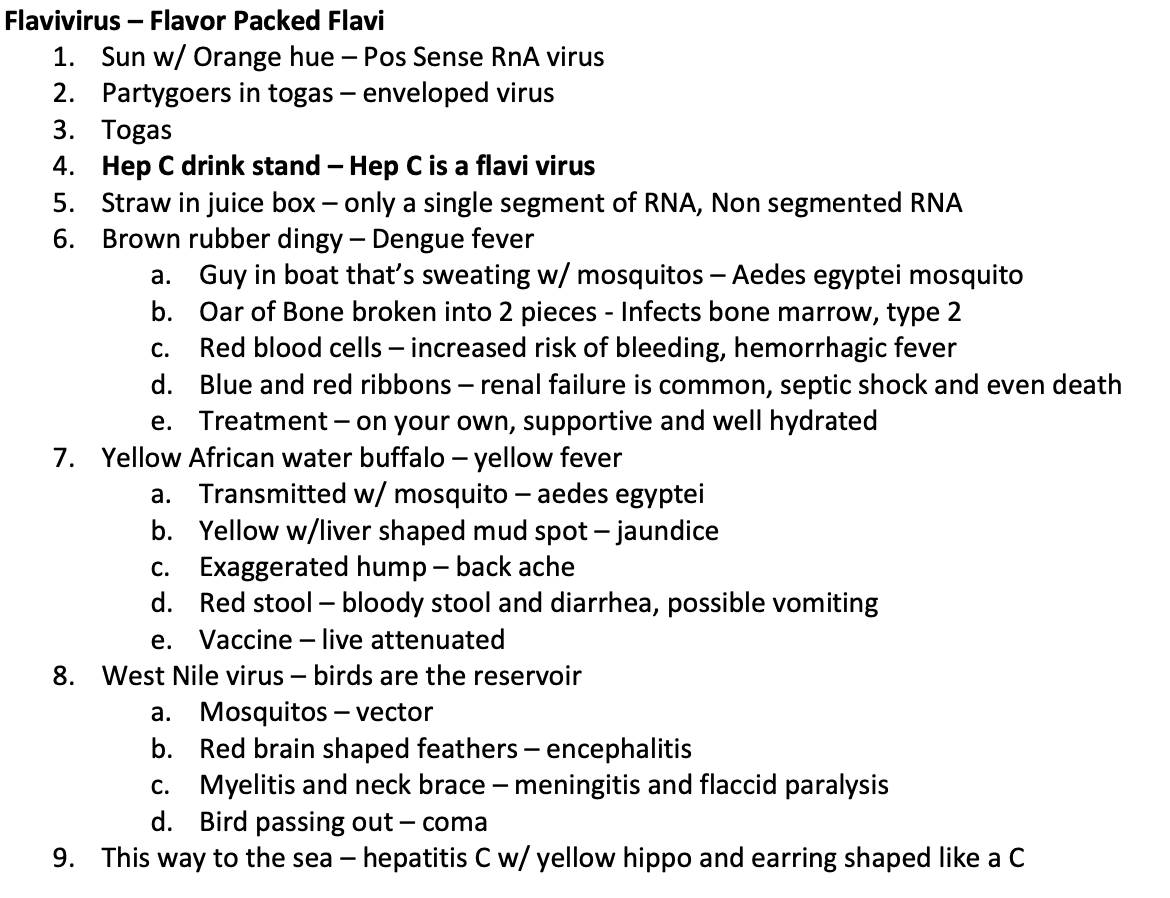 Flavivirus – Flavor Packed Flavi
1. Sun w/ Orange hue – Pos Sense RnA virus
2. Partygoers in togas – enveloped virus
3. Togas
4. Hep C drink stand – Hep C is a flavi virus
5. Straw in juice box – only a single segment of RNA, Non segmented RNA
6. Brown rubber dingy – Dengue fever
a. Guy in boat that's sweating w/ mosquitos – Aedes egyptei mosquito
b. Oar of Bone broken into 2 pieces - Infects bone marrow, type 2
c. Red blood cells – increased risk of bleeding, hemorrhagic fever
d. Blue and red ribbons – renal failure is common, septic shock and even death
e. Treatment – on your own, supportive and well hydrated
7. Yellow African water buffalo – yellow fever
a. Transmitted w/ mosquito – aedes egyptei
b. Yellow w/liver shaped mud spot – jaundice
c. Exaggerated hump – back ache
d. Red stool – bloody stool and diarrhea, possible vomiting
e. Vaccine – live attenuated
8. West Nile virus – birds are the reservoir
a. Mosquitos – vector
b. Red brain shaped feathers – encephalitis
c. Myelitis and neck brace – meningitis and flaccid paralysis
d. Bird passing out – coma
9. This way to the sea – hepatitis C w/ yellow hippo and earring shaped like a C